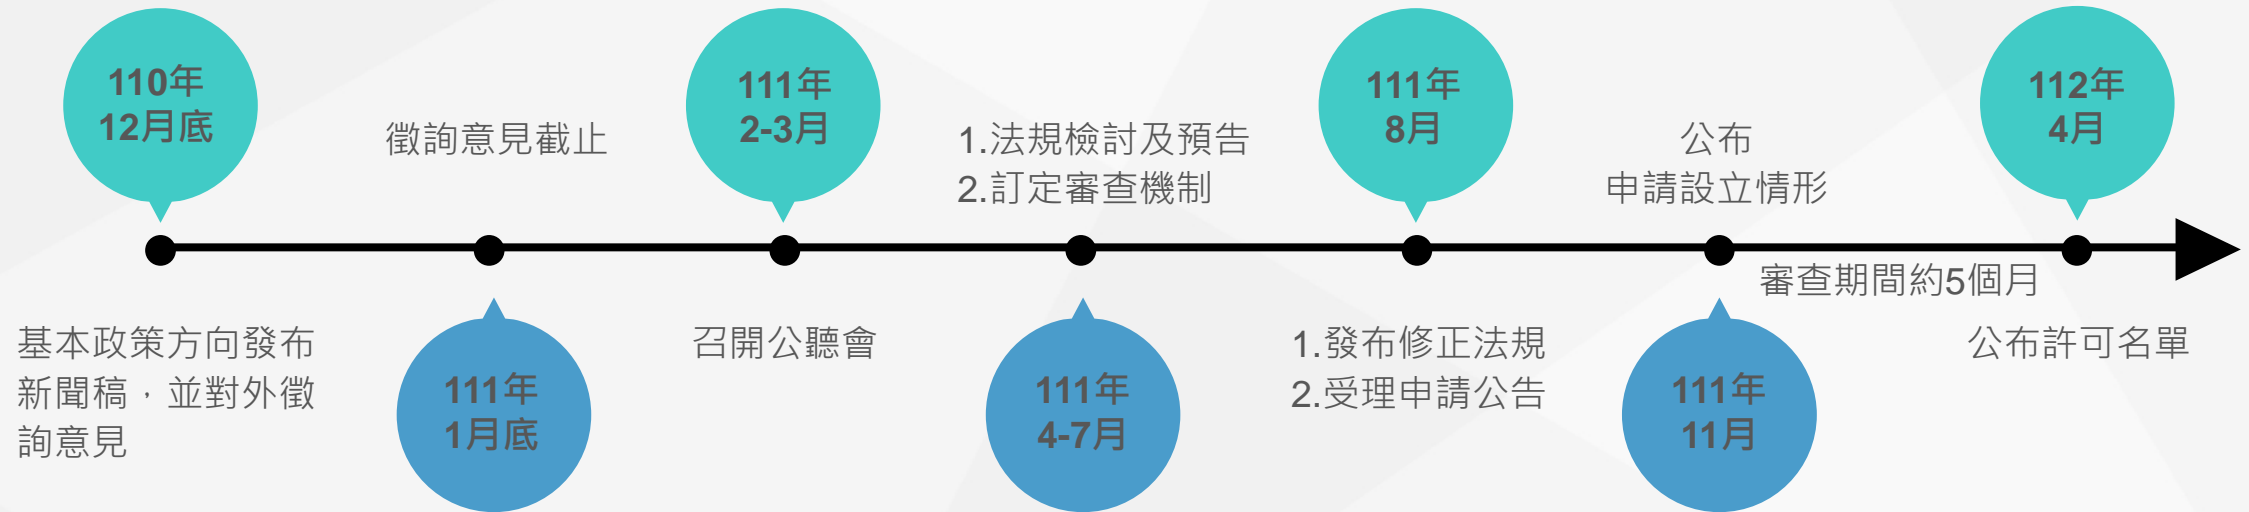 110年
12月底
基本政策方向發布
新聞稿，並對外徵
詢意見
徵詢意見截止
111年
1月底
111年
2-3月
召開公聽會
1.法規檢討及預告
2.訂定審查機制
111年
4-7月
111年
8月
1.發布修正法規
2.受理申請公告
公布
申請設立情形
111年
11月
審查期間約5個月
112年
4月
公布許可名單